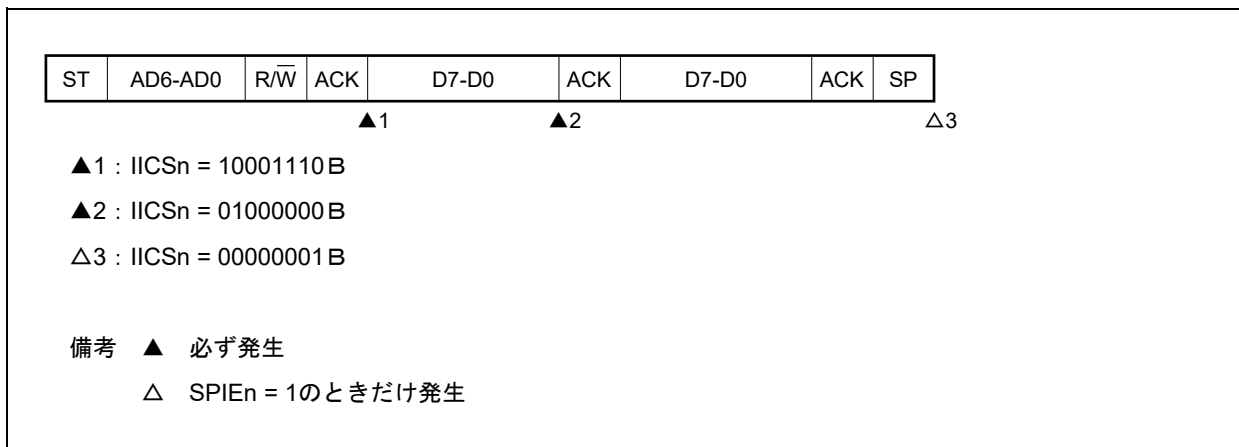 ST AD6-AD0 R/W̅ ACK D7-D0 ACK D7-D0 ACK SP
▲1 ▲2 △3
▲1：IICSn = 10001110B
▲2：IICSn = 01000000B
△3：IICSn = 00000001B
備考 ▲ 必ず発生
△ SPIEn = 1のときだけ発生